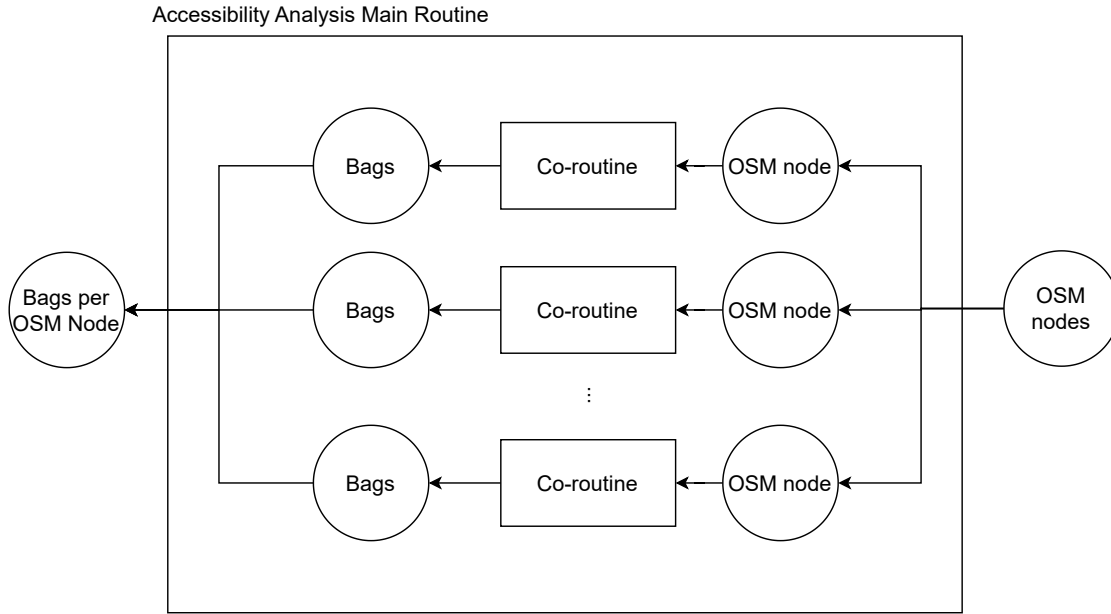 Accessibility Analysis Main Routine
Bags
Co-routine
OSM node
Bags per
OSM Node
Bags
Co-routine
OSM node
OSM
nodes
...
Bags
Co-routine
OSM node